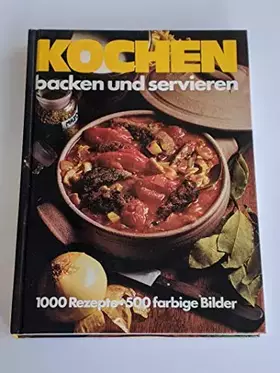 KOCHEN
backen und servieren
1000 Rezepte•500 farbige Bilder